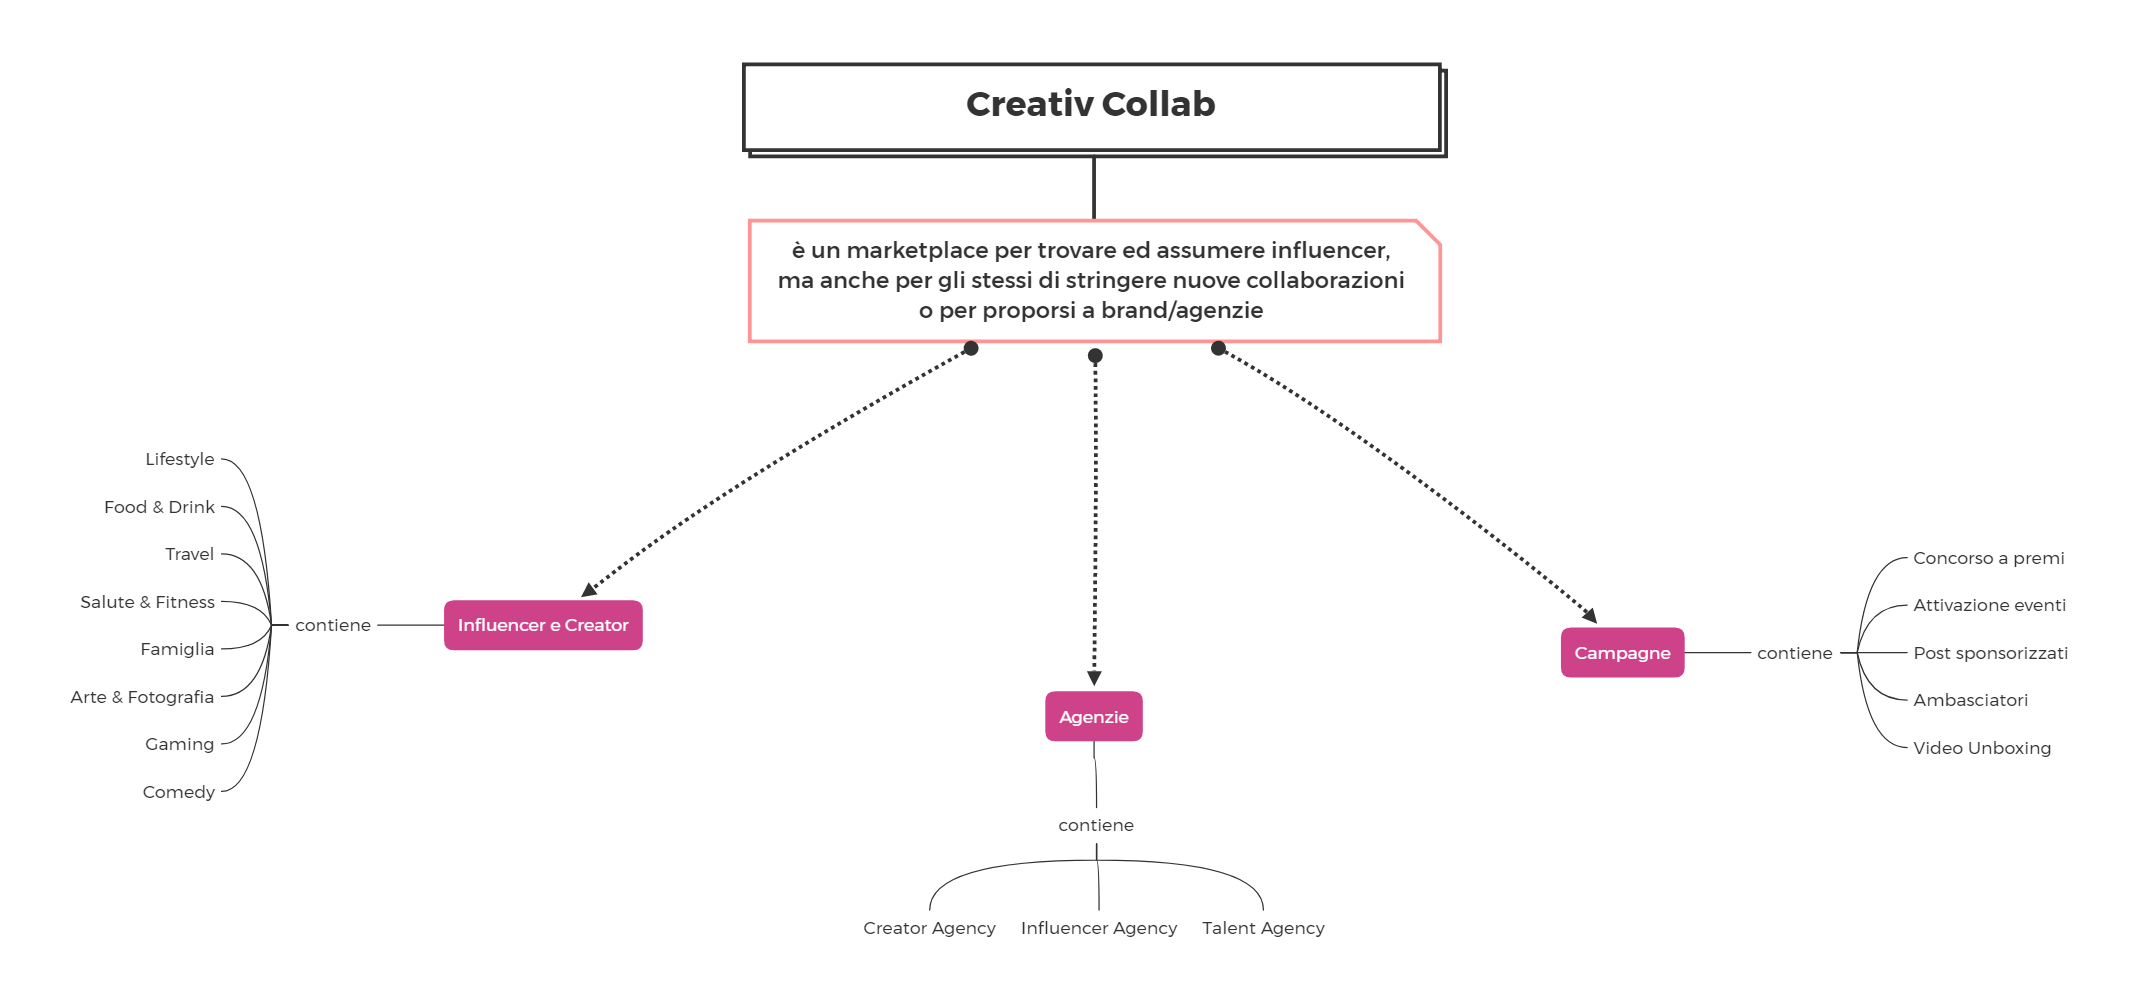 Creativ Collab
è un marketplace per trovare ed assumere influencer,
ma anche per gli stessi di stringere nuove collaborazioni
o per proporsi a brand/agenzie
Influencer e Creator
contiene
Lifestyle
Food & Drink
Travel
Salute & Fitness
Famiglia
Arte & Fotografia
Gaming
Comedy
Agenzie
contiene
Creator Agency
Influencer Agency
Talent Agency
Campagne
contiene
Concorso a premi
Attivazione eventi
Post sponsorizzati
Ambasciatori
Video Unboxing